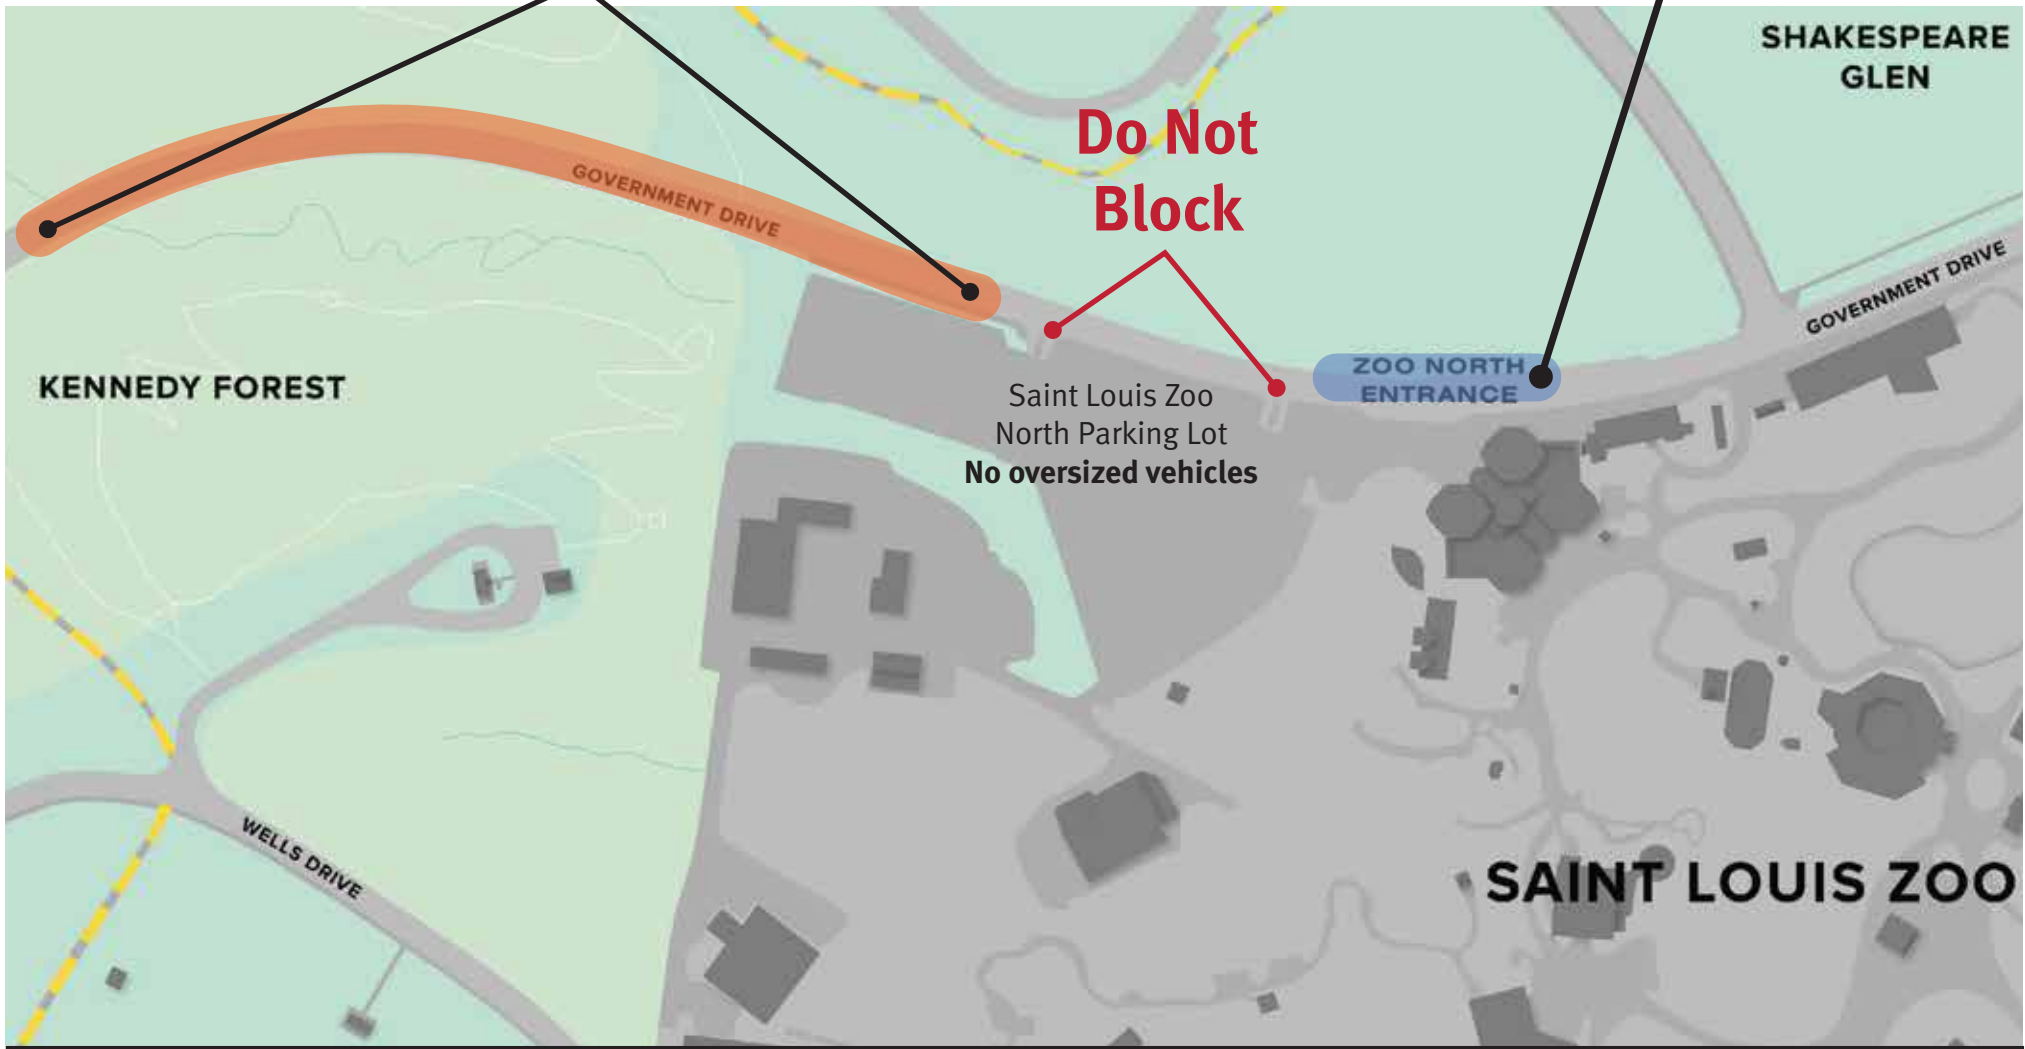 SHAKESPEARE
GLEN
Do Not
Block
GOVERNMENT DRIVE
GOVERNMENT DRIVE
ZOO NORTH
ENTRANCE
KENNEDY FOREST
Saint Louis Zoo
North Parking Lot
No oversized vehicles
WELLS DRIVE
SAINT LOUIS ZOO